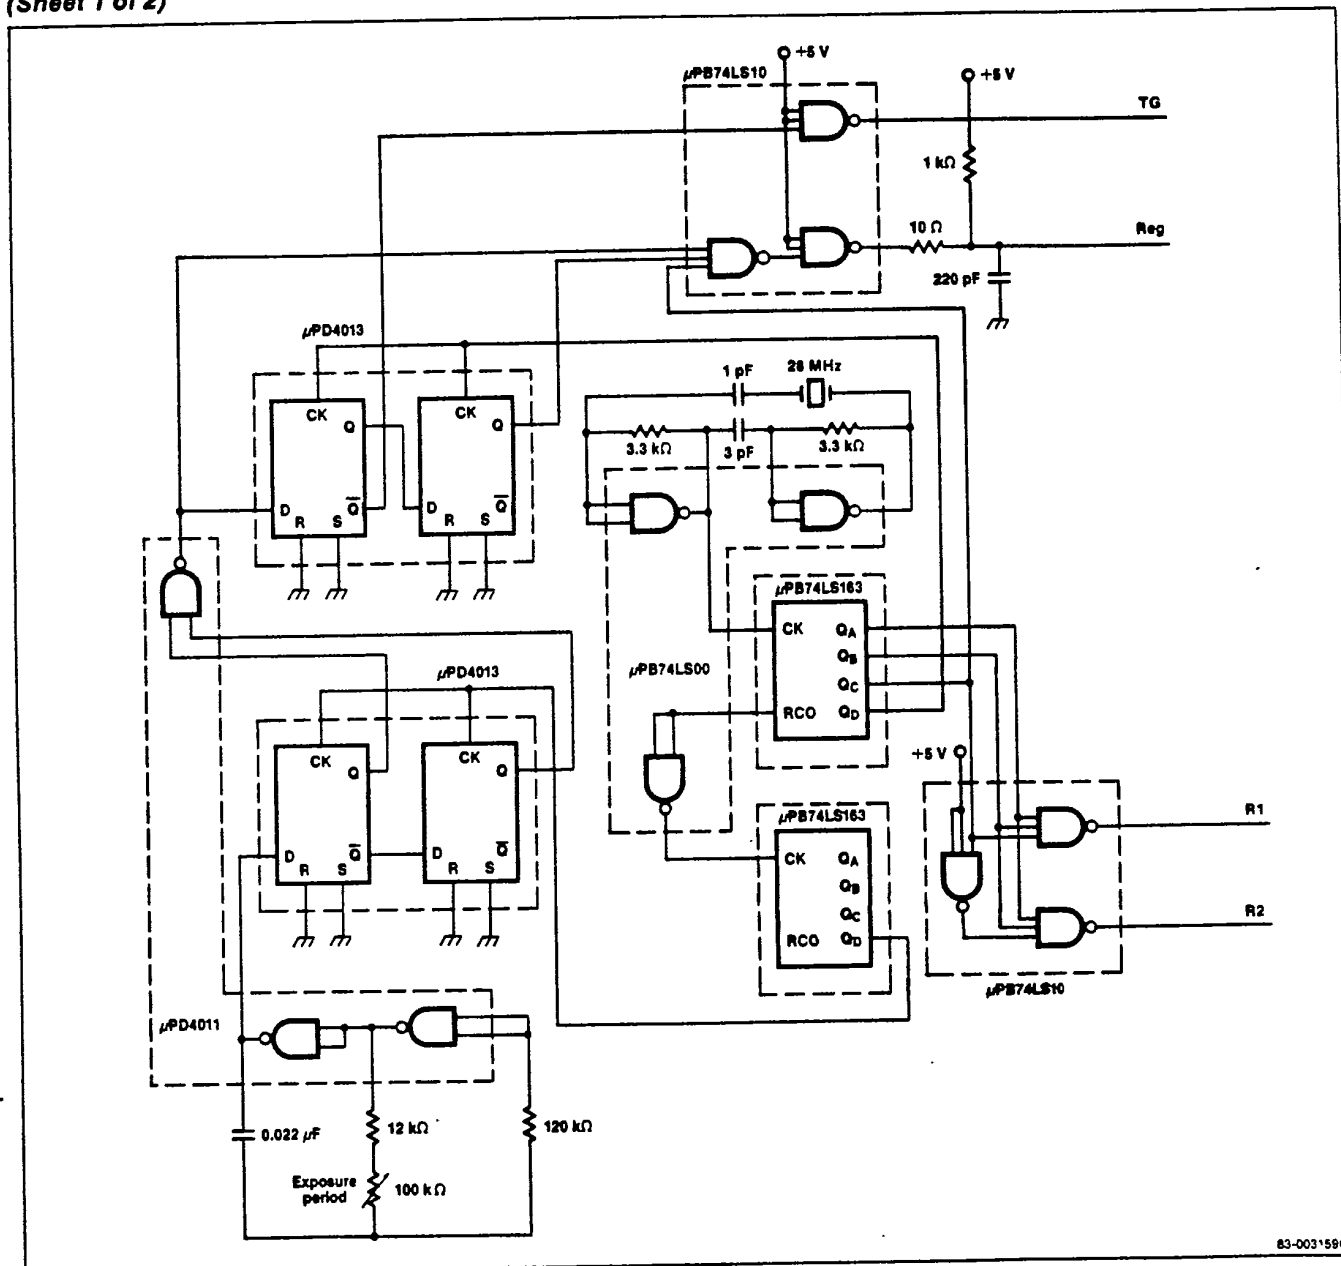 (Sheet 1 of 2)
+5 V
µPB74LS10
+5 V
TG
1 kΩ
10 Ω
Reg
220 pF
µPD4013
CK
Q
D
R
S
Q̅
CK
Q
D
R
S
Q̅
1 pF
28 MHz
3.3 kΩ
3 pF
3.3 kΩ
µPB74LS163
CK
QA
QB
QC
RCO
QD
µPB74LS00
µPD4013
CK
Q
D
R
S
Q̅
CK
Q
D
R
S
Q̅
+5 V
µPB74LS163
CK
QA
QB
QC
RCO
QD
R1
R2
µPB74LS10
µPD4011
0.022 µF
12 kΩ
120 kΩ
Exposure
period
100 kΩ